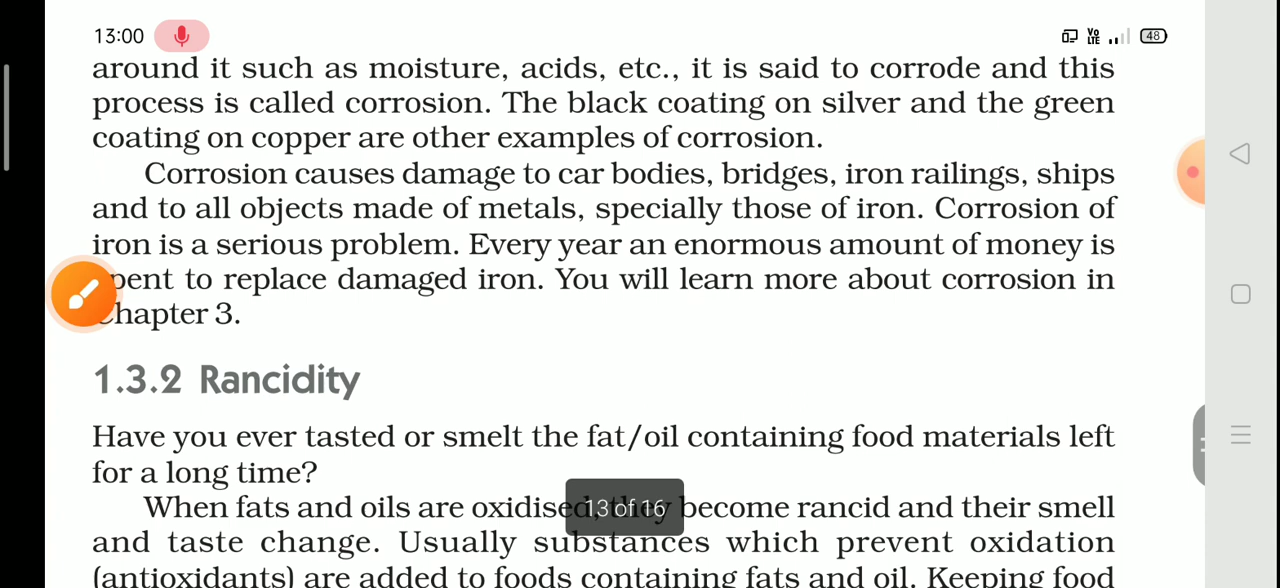 13:00 Vo LTE 48
around it such as moisture, acids, etc., it is said to corrode and this
process is called corrosion. The black coating on silver and the green
coating on copper are other examples of corrosion.
Corrosion causes damage to car bodies, bridges, iron railings, ships
and to all objects made of metals, specially those of iron. Corrosion of
iron is a serious problem. Every year an enormous amount of money is
pent to replace damaged iron. You will learn more about corrosion in
hapter 3.
1.3.2 Rancidity
Have you ever tasted or smelt the fat/oil containing food materials left
for a long time?
When fats and oils are oxidised, they become rancid and their smell
13 of 16
and taste change. Usually substances which prevent oxidation
(antioxidants) are added to foods containing fats and oil. Keeping food